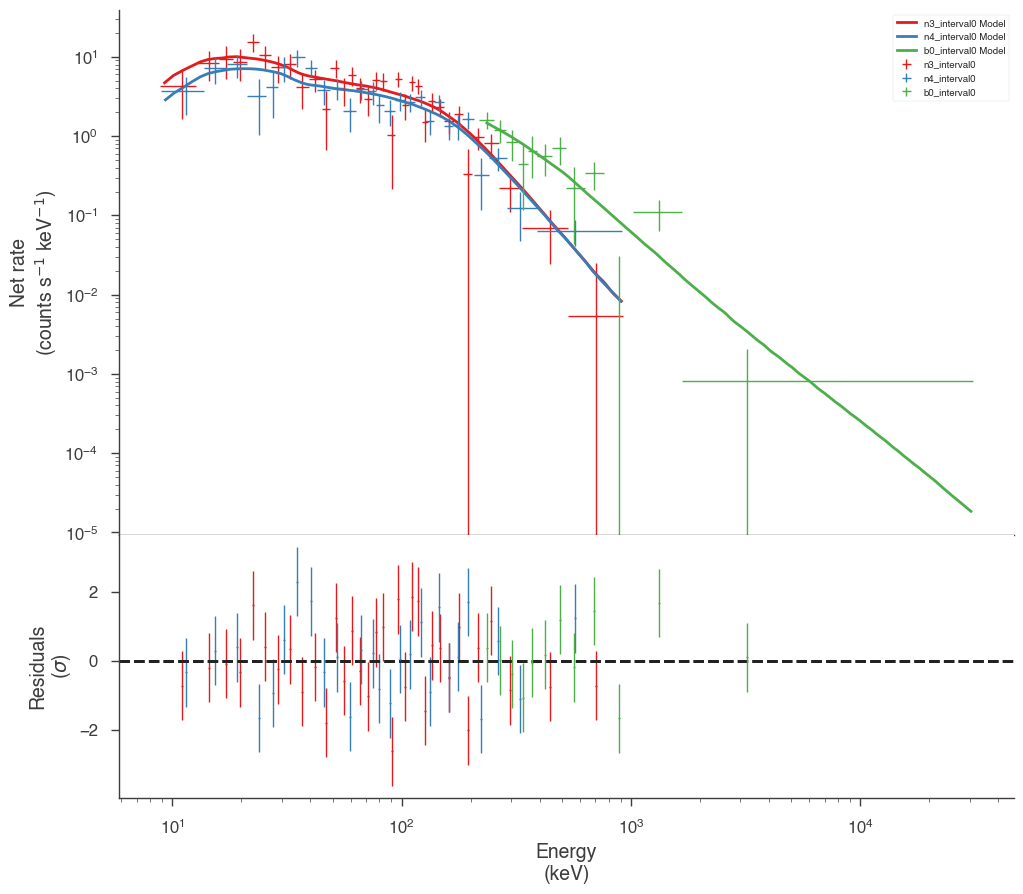 n3_interval0 Model
n4_interval0 Model
b0_interval0 Model
n3_interval0
n4_interval0
b0_interval0
Net rate
(counts s⁻¹ keV⁻¹)
10¹
10⁰
10⁻¹
10⁻²
10⁻³
10⁻⁴
10⁻⁵
Residuals
(σ)
2
0
−2
10¹ 10² 10³ 10⁴
Energy
(keV)